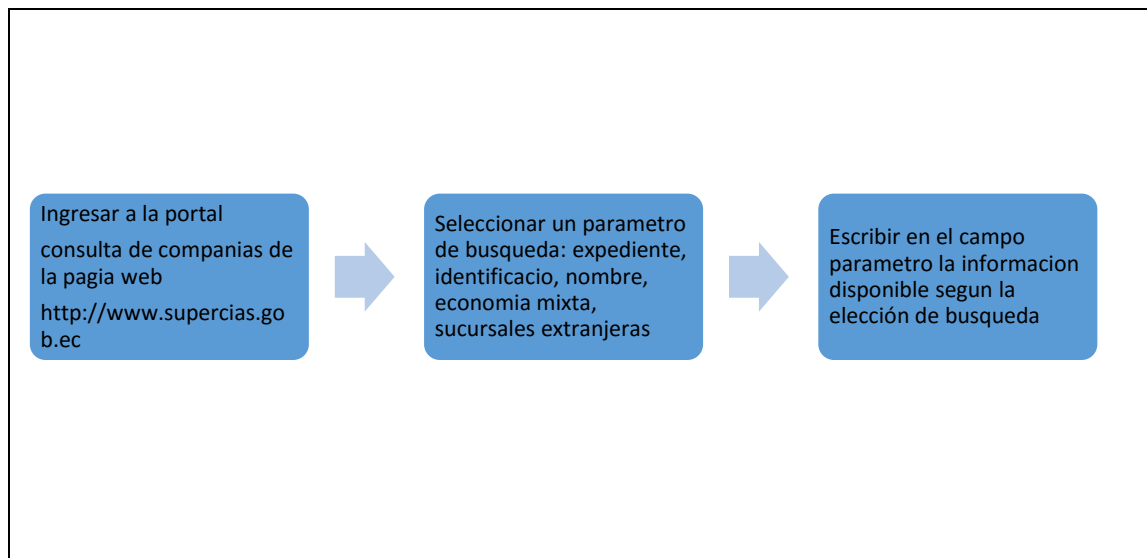 Ingresar a la portal
consulta de companias de
la pagia web
http://www.supercias.go
b.ec
Seleccionar un parametro
de busqueda: expediente,
identificacio, nombre,
economia mixta,
sucursales extranjeras
Escribir en el campo
parametro la informacion
disponible segun la
elección de busqueda